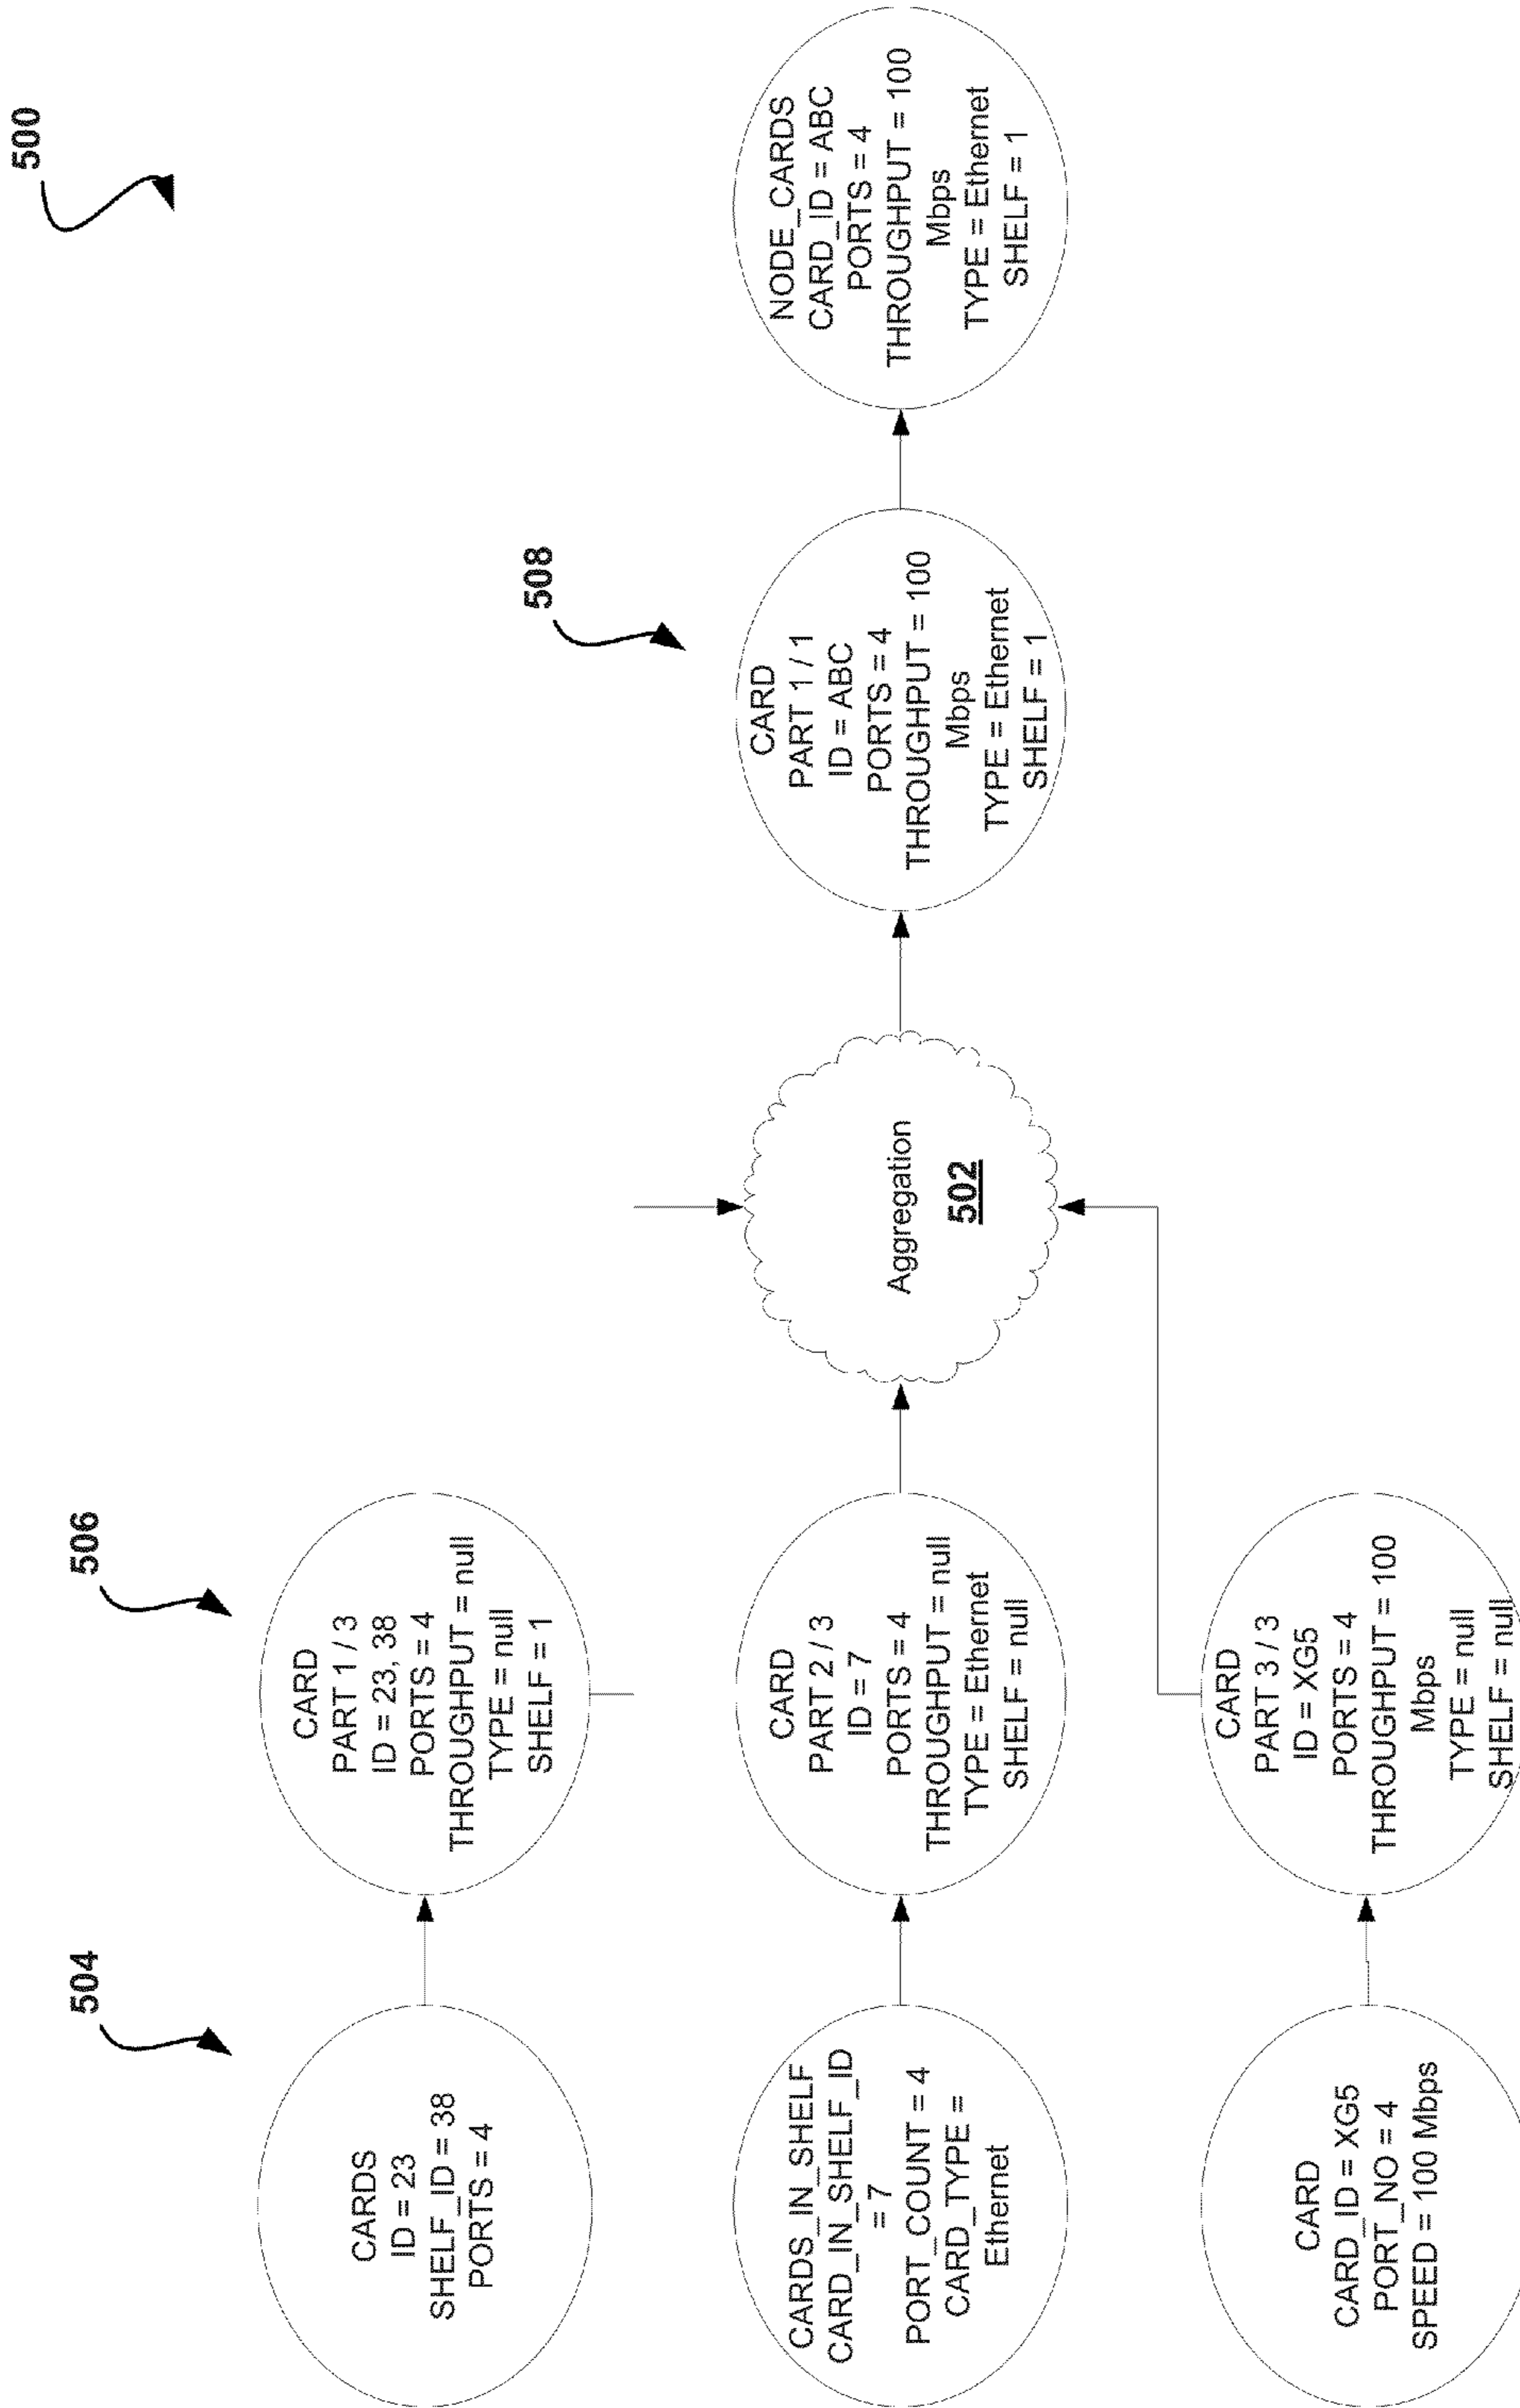 500
504
506
508
CARDS
ID = 23
SHELF_ID = 38
PORTS = 4
CARD
PART 1 / 3
ID = 23, 38
PORTS = 4
THROUGHPUT = null
TYPE = null
SHELF = 1
CARDS_IN_SHELF
CARD_IN_SHELF_ID
= 7
PORT_COUNT = 4
CARD_TYPE =
Ethernet
CARD
PART 2 / 3
ID = 7
PORTS = 4
THROUGHPUT = null
TYPE = Ethernet
SHELF = null
Aggregation
502
CARD
PART 1 / 1
ID = ABC
PORTS = 4
THROUGHPUT = 100
Mbps
TYPE = Ethernet
SHELF = 1
NODE_CARDS
CARD_ID = ABC
PORTS = 4
THROUGHPUT = 100
Mbps
TYPE = Ethernet
SHELF = 1
CARD
CARD_ID = XG5
PORT_NO = 4
SPEED = 100 Mbps
CARD
PART 3 / 3
ID = XG5
PORTS = 4
THROUGHPUT = 100
Mbps
TYPE = null
SHELF = null